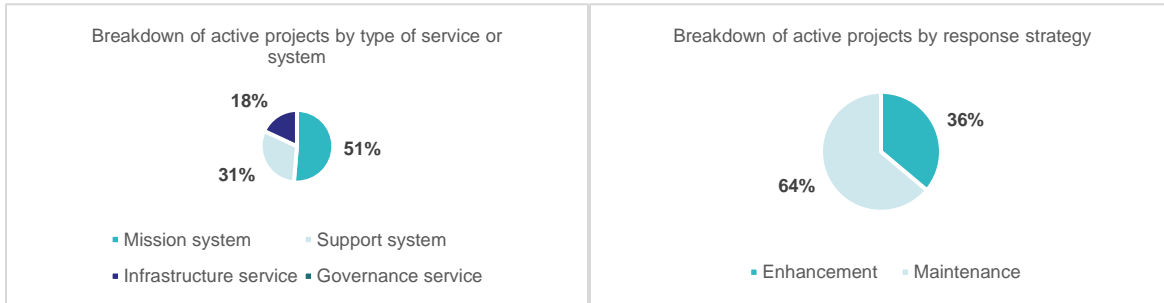 Breakdown of active projects by type of service or
system
18%
51%
31%
Mission system
Support system
Infrastructure service
Governance service
Breakdown of active projects by response strategy
36%
64%
Enhancement
Maintenance